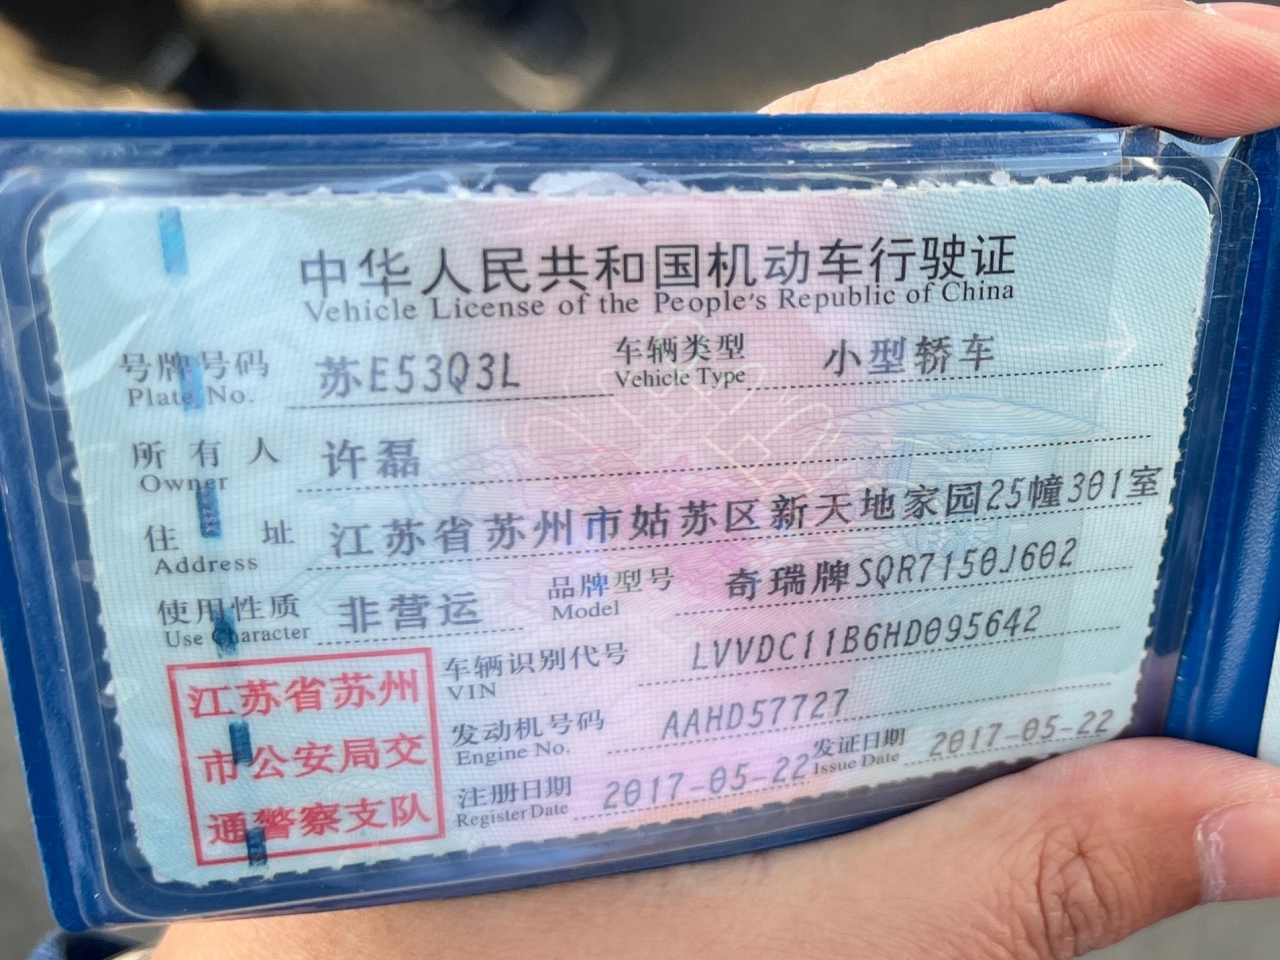 中华人民共和国机动车行驶证
Vehicle License of the People's Republic of China
号牌号码 苏E53Q3L 车辆类型 小型轿车
Plate No. Vehicle Type
所有人 许磊
Owner
住址 江苏省苏州市姑苏区新天地家园25幢301室
Address
使用性质 非营运 品牌型号 奇瑞牌SQR7150J602
Use Character Model
江苏省苏州
市公安局交
通警察支队
车辆识别代号 LVVDC11B6HD095642
VIN
发动机号码 AAHD57727
Engine No.
注册日期 2017-05-22 发证日期 2017-05-22
Register Date Issue Date